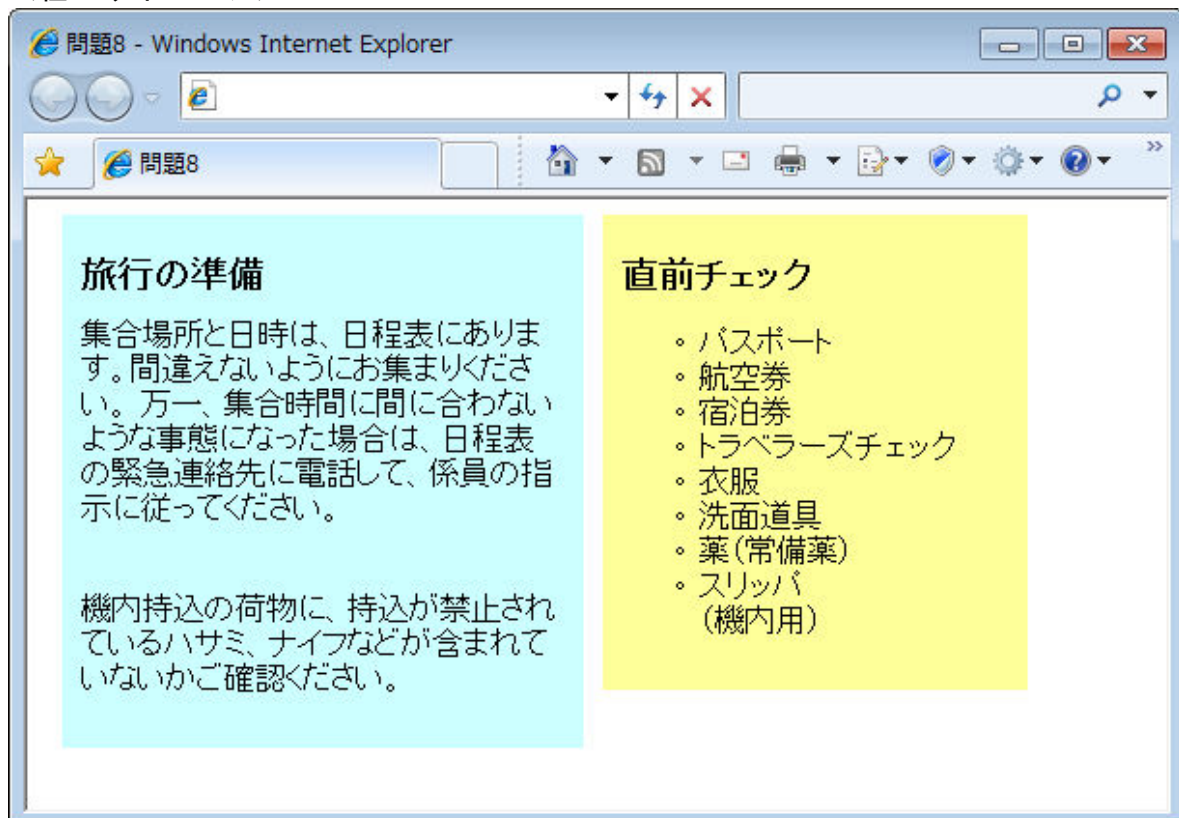 問題8 - Windows Internet Explorer
問題8
旅行の準備
集合場所と日時は、日程表にありま
す。間違えないようにお集まりくださ
い。万一、集合時間に間に合わない
ような事態になった場合は、日程表
の緊急連絡先に電話して、係員の指
示に従ってください。
機内持込の荷物に、持込が禁止され
ているハサミ、ナイフなどが含まれて
いないかご確認ください。
直前チェック
パスポート
航空券
宿泊券
トラベラーズチェック
衣服
洗面道具
薬(常備薬)
スリッパ
(機内用)